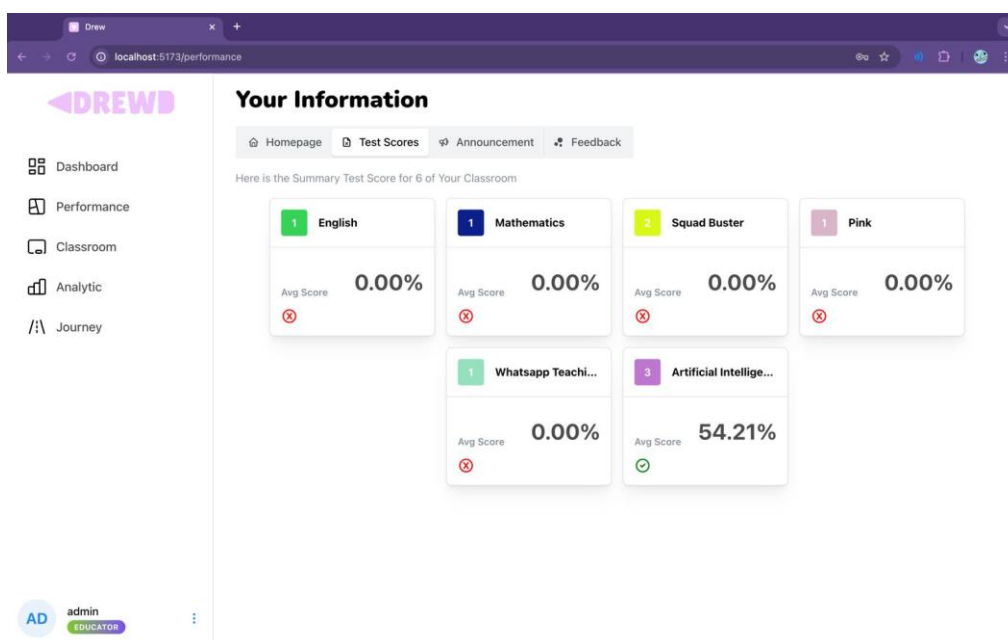 Drew
localhost:5173/performance
DREWD
Your Information
Homepage
Test Scores
Announcement
Feedback
Dashboard
Performance
Classroom
Analytic
Journey
Here is the Summary Test Score for 6 of Your Classroom
1 English
Avg Score 0.00%
1 Mathematics
Avg Score 0.00%
2 Squad Buster
Avg Score 0.00%
1 Pink
Avg Score 0.00%
1 Whatsapp Teachi...
Avg Score 0.00%
3 Artificial Intellige...
Avg Score 54.21%
AD
admin
EDUCATOR